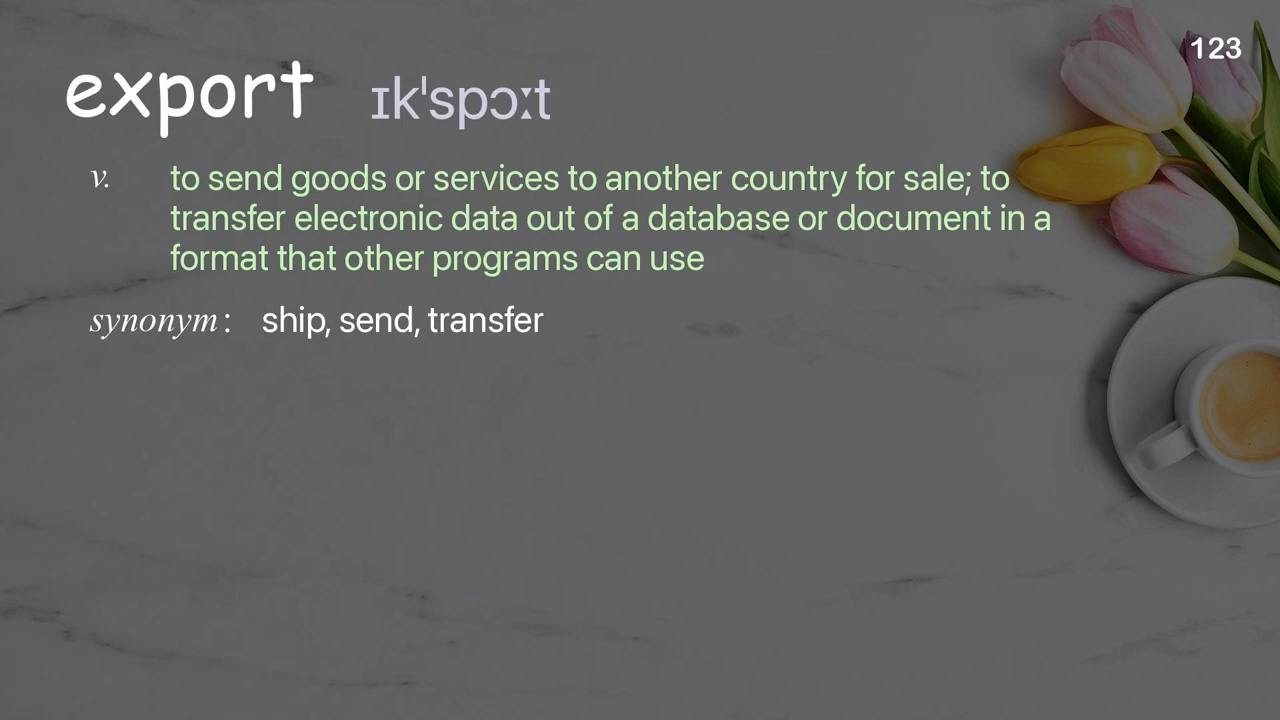 123
export ɪkˈspɔːt
v. to send goods or services to another country for sale; to
transfer electronic data out of a database or document in a
format that other programs can use
synonym: ship, send, transfer